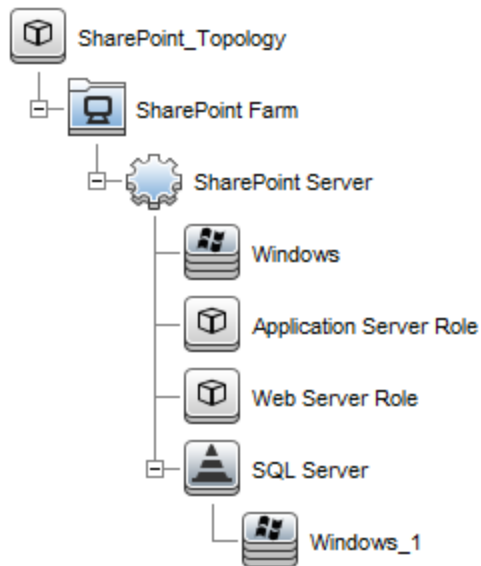 SharePoint_Topology
SharePoint Farm
SharePoint Server
Windows
Application Server Role
Web Server Role
SQL Server
Windows_1